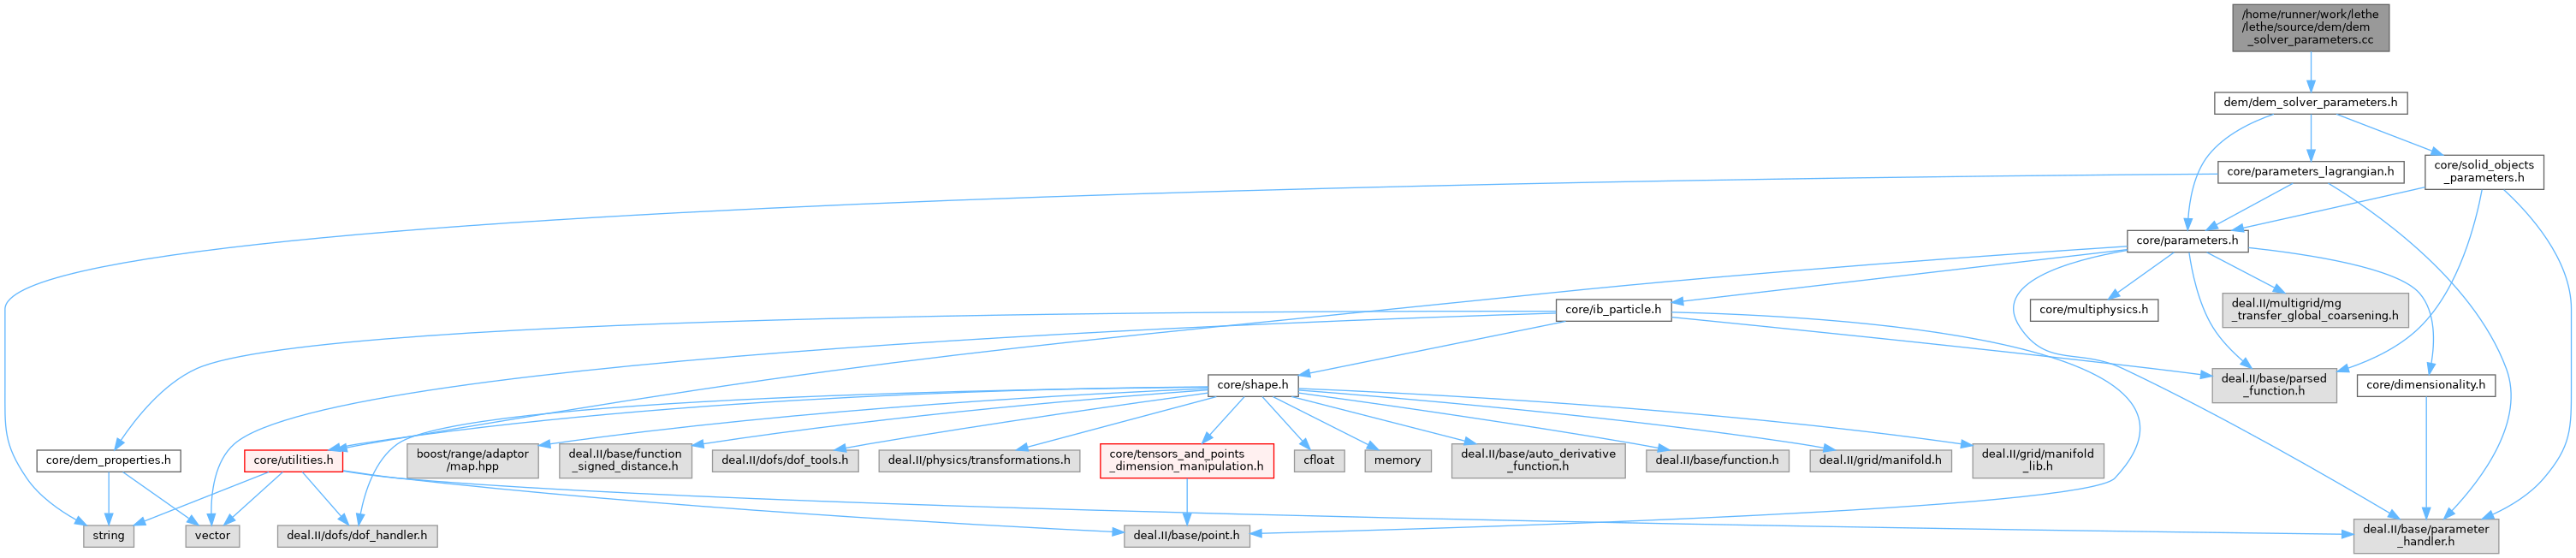 /home/runner/work/lethe
/lethe/source/dem/dem
_solver_parameters.cc
dem/dem_solver_parameters.h
core/parameters_lagrangian.h
core/solid_objects
_parameters.h
core/parameters.h
core/ib_particle.h
core/multiphysics.h
deal.II/multigrid/mg
_transfer_global_coarsening.h
core/shape.h
deal.II/base/parsed
_function.h
core/dimensionality.h
core/dem_properties.h
core/utilities.h
boost/range/adaptor
/map.hpp
deal.II/base/function
_signed_distance.h
deal.II/dofs/dof_tools.h
deal.II/physics/transformations.h
core/tensors_and_points
_dimension_manipulation.h
cfloat
memory
deal.II/base/auto_derivative
_function.h
deal.II/base/function.h
deal.II/grid/manifold.h
deal.II/grid/manifold
_lib.h
string
vector
deal.II/dofs/dof_handler.h
deal.II/base/point.h
deal.II/base/parameter
_handler.h